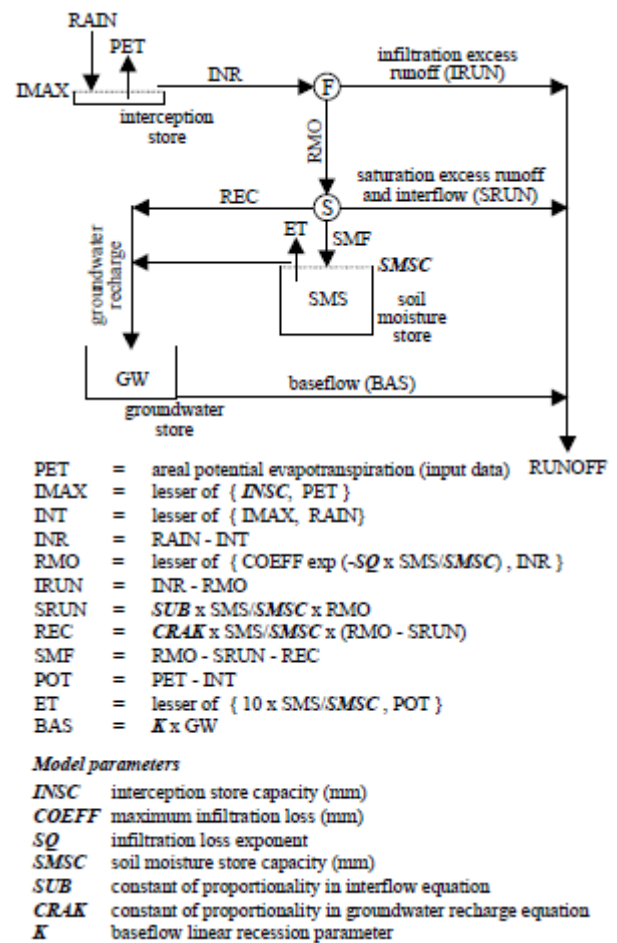 RAIN
PET
IMAX
INR
F
infiltration excess
runoff (IRUN)
interception
store
RMO
saturation excess runoff
and interflow (SRUN)
REC
S
ET
SMF
SMSC
groundwater
recharge
SMS
soil
moisture
store
GW
baseflow (BAS)
groundwater
store
RUNOFF
PET = areal potential evapotranspiration (input data)
IMAX = lesser of { INSC, PET }
INT = lesser of { IMAX, RAIN}
INR = RAIN - INT
RMO = lesser of { COEFF exp (-SQ x SMS/SMSC) , INR }
IRUN = INR - RMO
SRUN = SUB x SMS/SMSC x RMO
REC = CRAK x SMS/SMSC x (RMO - SRUN)
SMF = RMO - SRUN - REC
POT = PET - INT
ET = lesser of { 10 x SMS/SMSC , POT }
BAS = K x GW
Model parameters
INSC interception store capacity (mm)
COEFF maximum infiltration loss (mm)
SQ infiltration loss exponent
SMSC soil moisture store capacity (mm)
SUB constant of proportionality in interflow equation
CRAK constant of proportionality in groundwater recharge equation
K baseflow linear recession parameter